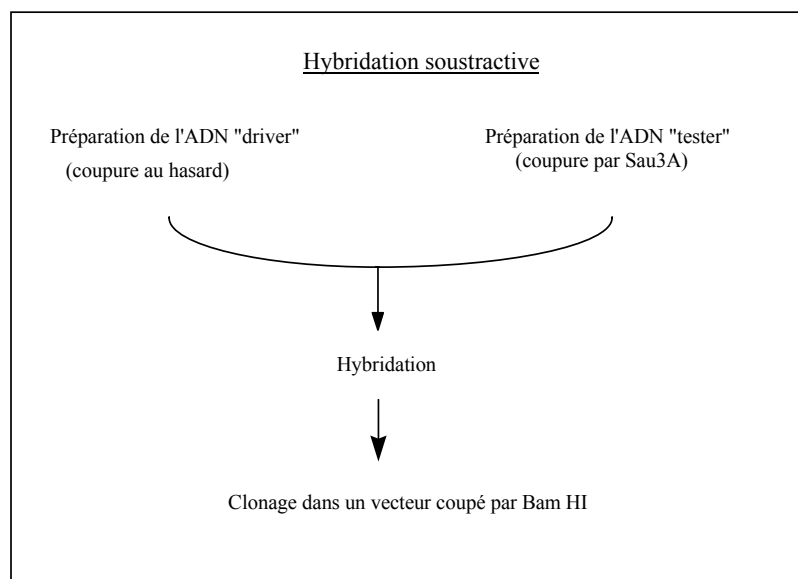 Hybridation soustractive
Préparation de l'ADN "driver"
(coupure au hasard)
Préparation de l'ADN "tester"
(coupure par Sau3A)
Hybridation
Clonage dans un vecteur coupé par Bam HI